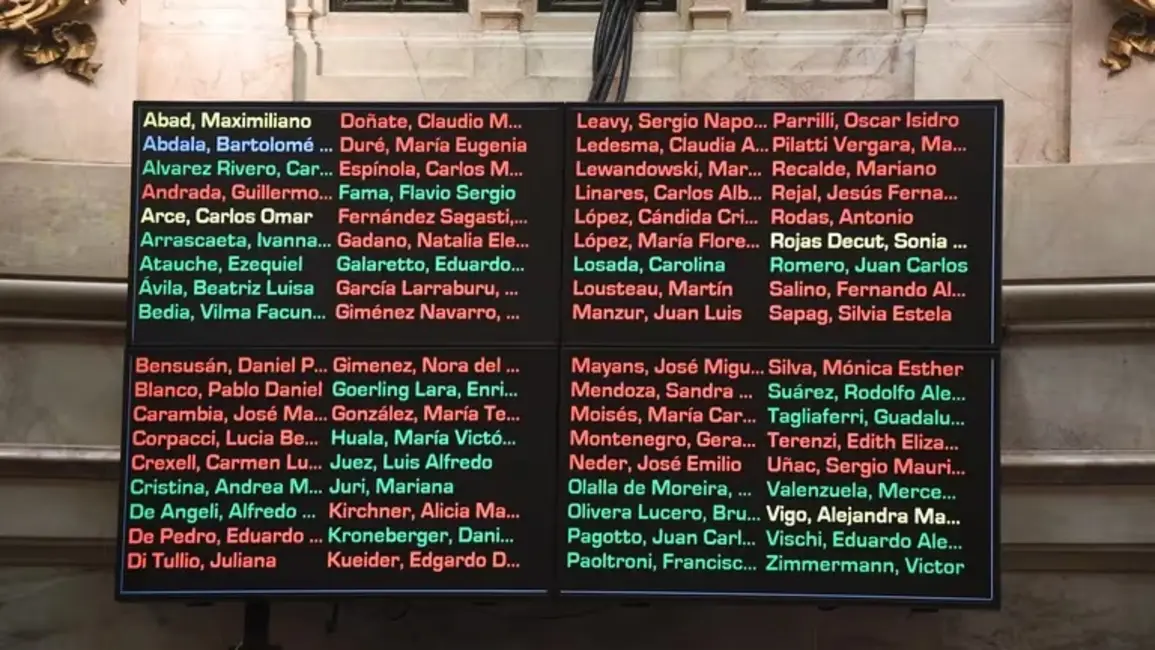 Abad, Maximiliano
Abdala, Bartolomé ...
Alvarez Rivero, Car...
Andrada, Guillermo...
Arce, Carlos Omar
Arrascaeta, Ivanna...
Atauche, Ezequiel
Ávila, Beatriz Luisa
Bedia, Vilma Facun...
Bensusán, Daniel P...
Blanco, Pablo Daniel
Carambia, José Ma...
Corpacci, Lucia Be...
Crexell, Carmen Lu...
Cristina, Andrea M...
De Angeli, Alfredo ...
De Pedro, Eduardo ...
Di Tullio, Juliana
Doñate, Claudio M...
Duré, María Eugenia
Espínola, Carlos M...
Fama, Flavio Sergio
Fernández Sagasti,...
Gadano, Natalia Ele...
Galaretto, Eduardo...
García Larraburu, ...
Giménez Navarro, ...
Gimenez, Nora del ...
Goerling Lara, Enri...
González, María Te...
Huala, María Victó...
Juez, Luis Alfredo
Juri, Mariana
Kirchner, Alicia Ma...
Kroneberger, Dani...
Kueider, Edgardo D...
Leavy, Sergio Napo...
Ledesma, Claudia A...
Lewandowski, Mar...
Linares, Carlos Alb...
López, Cándida Cri...
López, María Flore...
Losada, Carolina
Lousteau, Martín
Manzur, Juan Luis
Mayans, José Migu...
Mendoza, Sandra ...
Moisés, María Car...
Montenegro, Gera...
Neder, José Emilio
Olalla de Moreira, ...
Olivera Lucero, Bru...
Pagotto, Juan Carl...
Paoltroni, Francisc...
Parrilli, Oscar Isidro
Pilatti Vergara, Ma...
Recalde, Mariano
Rejal, Jesús Ferna...
Rodas, Antonio
Rojas Decut, Sonia ...
Romero, Juan Carlos
Salino, Fernando Al...
Sapag, Silvia Estela
Silva, Mónica Esther
Suárez, Rodolfo Ale...
Tagliaferri, Guadalu...
Terenzi, Edith Eliza...
Uñac, Sergio Mauri...
Valenzuela, Merce...
Vigo, Alejandra Ma...
Vischi, Eduardo Ale...
Zimmermann, Victor